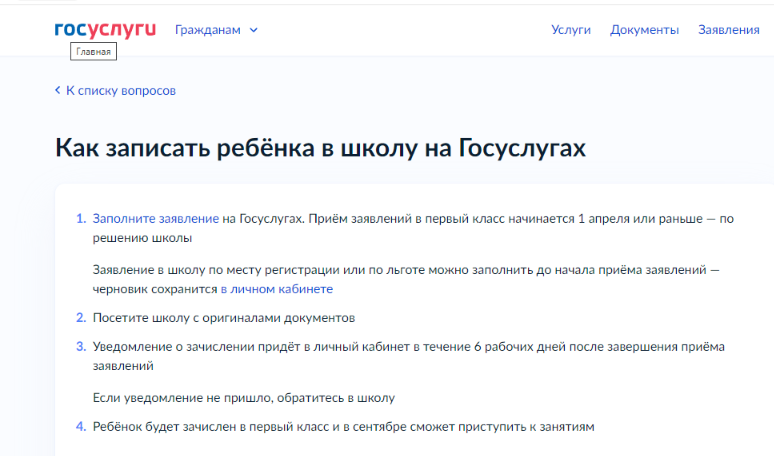 госуслуги
Гражданам
Услуги Документы Заявления
Главная
К списку вопросов
Как записать ребёнка в школу на Госуслугах
1. Заполните заявление на Госуслугах. Приём заявлений в первый класс начинается 1 апреля или раньше — по
решению школы
Заявление в школу по месту регистрации или по льготе можно заполнить до начала приёма заявлений —
черновик сохранится в личном кабинете
2. Посетите школу с оригиналами документов
3. Уведомление о зачислении придёт в личный кабинет в течение 6 рабочих дней после завершения приёма
заявлений
Если уведомление не пришло, обратитесь в школу
4. Ребёнок будет зачислен в первый класс и в сентябре сможет приступить к занятиям